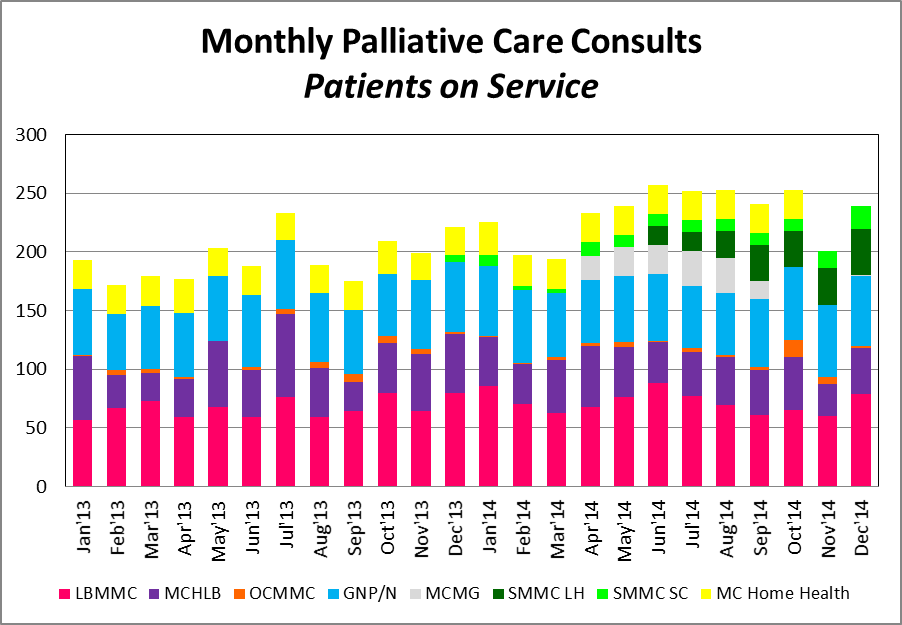 Monthly Palliative Care Consults
Patients on Service
300
250
200
150
100
50
0
Jan'13 Feb'13 Mar'13 Apr'13 May'13 Jun'13 Jul'13 Aug'13 Sep'13 Oct'13 Nov'13 Dec'13 Jan'14 Feb'14 Mar'14 Apr'14 May'14 Jun'14 Jul'14 Aug'14 Sep'14 Oct'14 Nov'14 Dec'14
LBMMC MCHLB OCMMC GNP/N MCMG SMMC LH SMMC SC MC Home Health